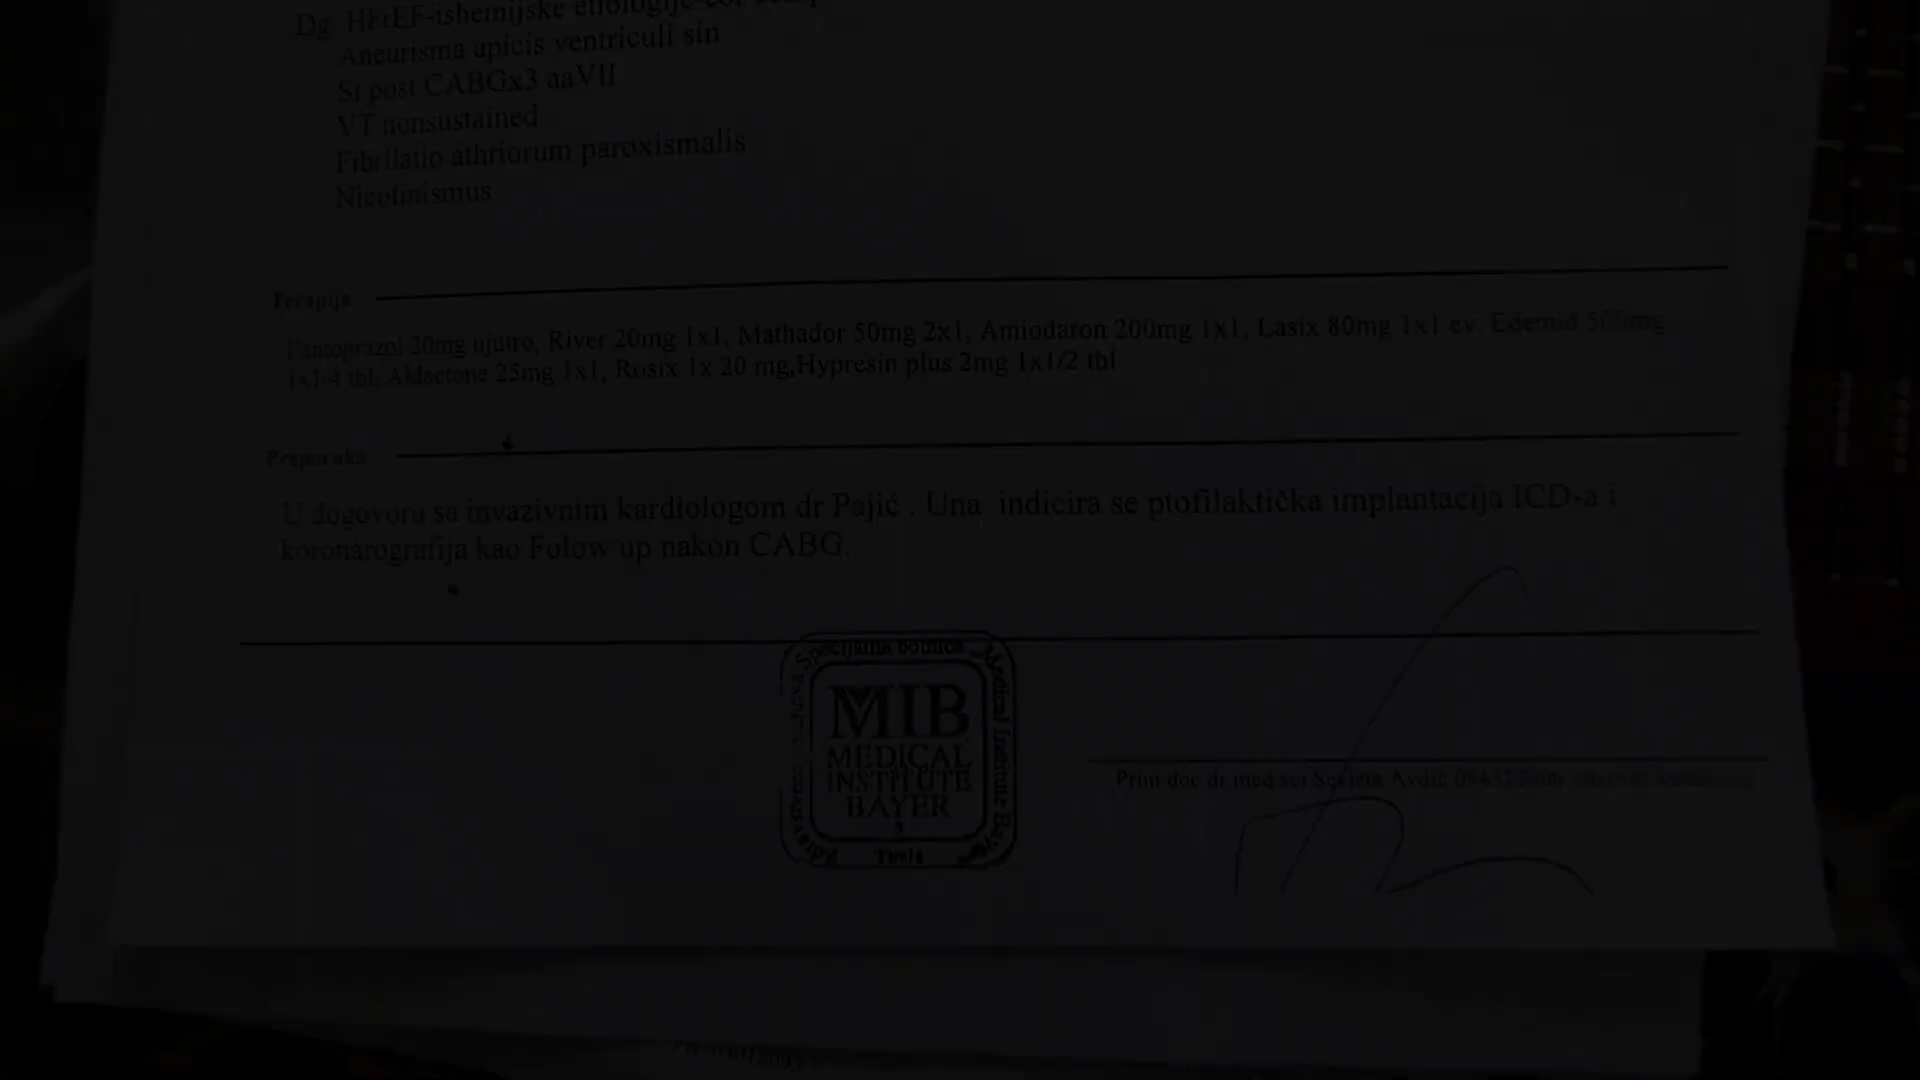 Dg: HFrEF-ishemijske etiologije-cor
Aneurisma apicis ventriculi sin
St post CABGx3 aaVII
VT nonsustained
Fibrilatio athriorum paroxismalis
Nicotinismus
Terapija
Pantoprazol 20mg ujutro, River 20mg 1x1, Mathador 50mg 2x1, Amiodaron 200mg 1x1, Lasix 80mg 1x1 ev. Edemid 500mg
1x1/4 tbl, Aldactone 25mg 1x1, Rosix 1x 20 mg,Hypresin plus 2mg 1x1/2 tbl
Preporuka
U dogovoru sa invazivnim kardiologom dr Pajić . Una indicira se ptofilaktička implantacija ICD-a i
koronarografija kao Folow up nakon CABG.
Specijalna bolnica Medical Institute Bayer
MIB
MEDICAL
INSTITUTE
BAYER
3
Tuzla
Prim doc dr med sci Sevleta Avdić